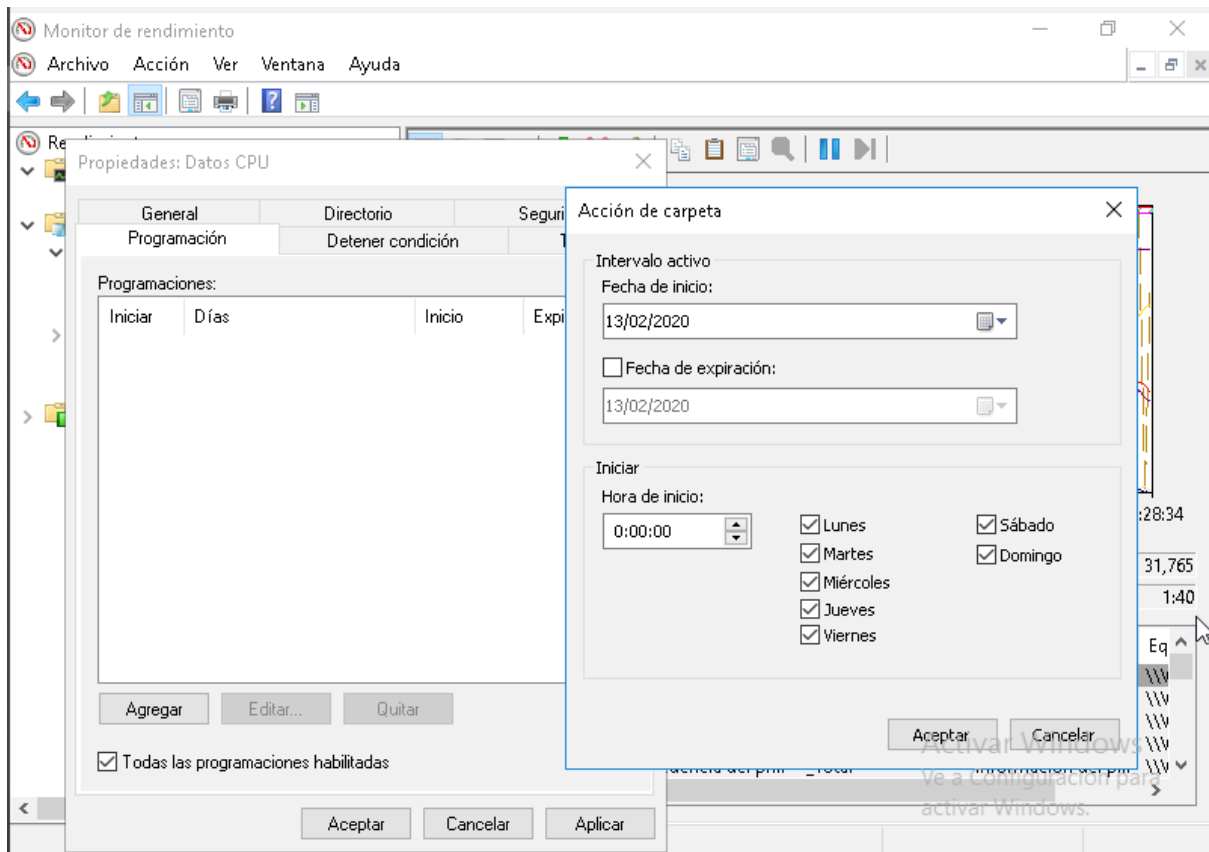 Monitor de rendimiento
Archivo Acción Ver Ventana Ayuda
Propiedades: Datos CPU
General Directorio
Programación Detener condición
Programaciones:
Iniciar Días Inicio
Agregar Editar... Quitar
Todas las programaciones habilitadas
Aceptar Cancelar Aplicar
Acción de carpeta
Intervalo activo
Fecha de inicio:
13/02/2020
Fecha de expiración:
13/02/2020
Iniciar
Hora de inicio:
0:00:00
Lunes
Martes
Miércoles
Jueves
Viernes
Sábado
Domingo
Aceptar Cancelar
:28:34
31,765
1:40
Activar Windows
Ve a Configuración para
activar Windows.